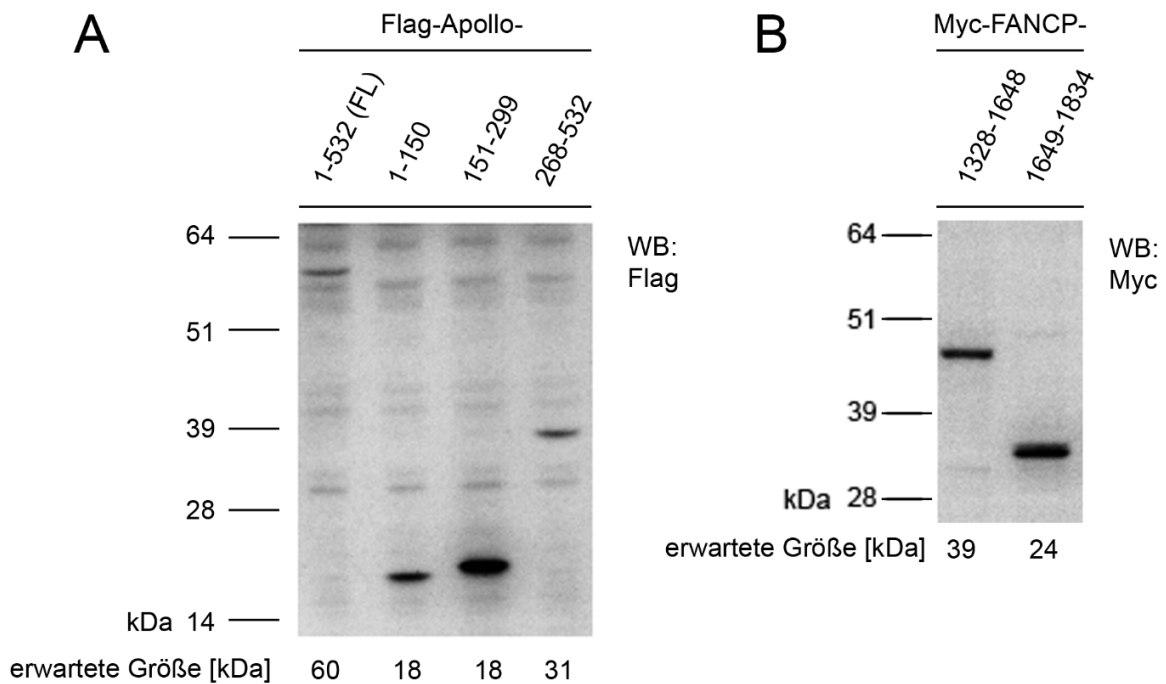 A
Flag-Apollo-
1-532 (FL)
1-150
151-299
268-532
64
51
39
28
kDa 14
WB:
Flag
erwartete Größe [kDa] 60 18 18 31
B
Myc-FANCP-
1328-1648
1649-1834
64
51
39
kDa 28
WB:
Myc
erwartete Größe [kDa] 39 24